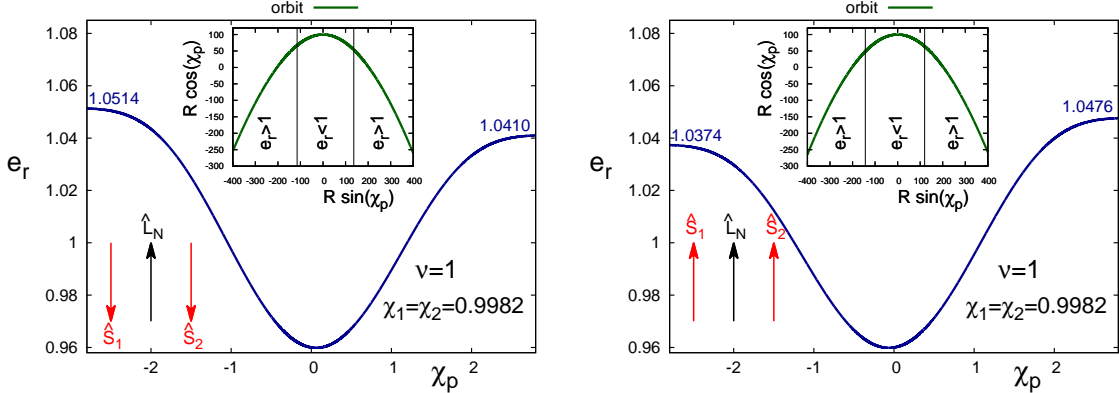 orbit
1.08
1.06
1.04
1.02
1
0.98
0.96
e_r
1.0514
1.0410
R cos(χ_p)
100
50
0
-50
-100
-150
-200
-250
-300
e_r>1
e_r<1
e_r>1
-400 -300 -200 -100 0 100 200 300 400
R sin(χ_p)
L̂_N
Ŝ_1
Ŝ_2
ν=1
χ_1=χ_2=0.9982
-2 -1 0 1 2
χ_p
orbit
1.08
1.06
1.04
1.02
1
0.98
0.96
e_r
1.0374
1.0476
R cos(χ_p)
100
50
0
-50
-100
-150
-200
-250
-300
e_r>1
e_r<1
e_r>1
-400 -300 -200 -100 0 100 200 300 400
R sin(χ_p)
Ŝ_1
L̂_N
Ŝ_2
ν=1
χ_1=χ_2=0.9982
-2 -1 0 1 2
χ_p